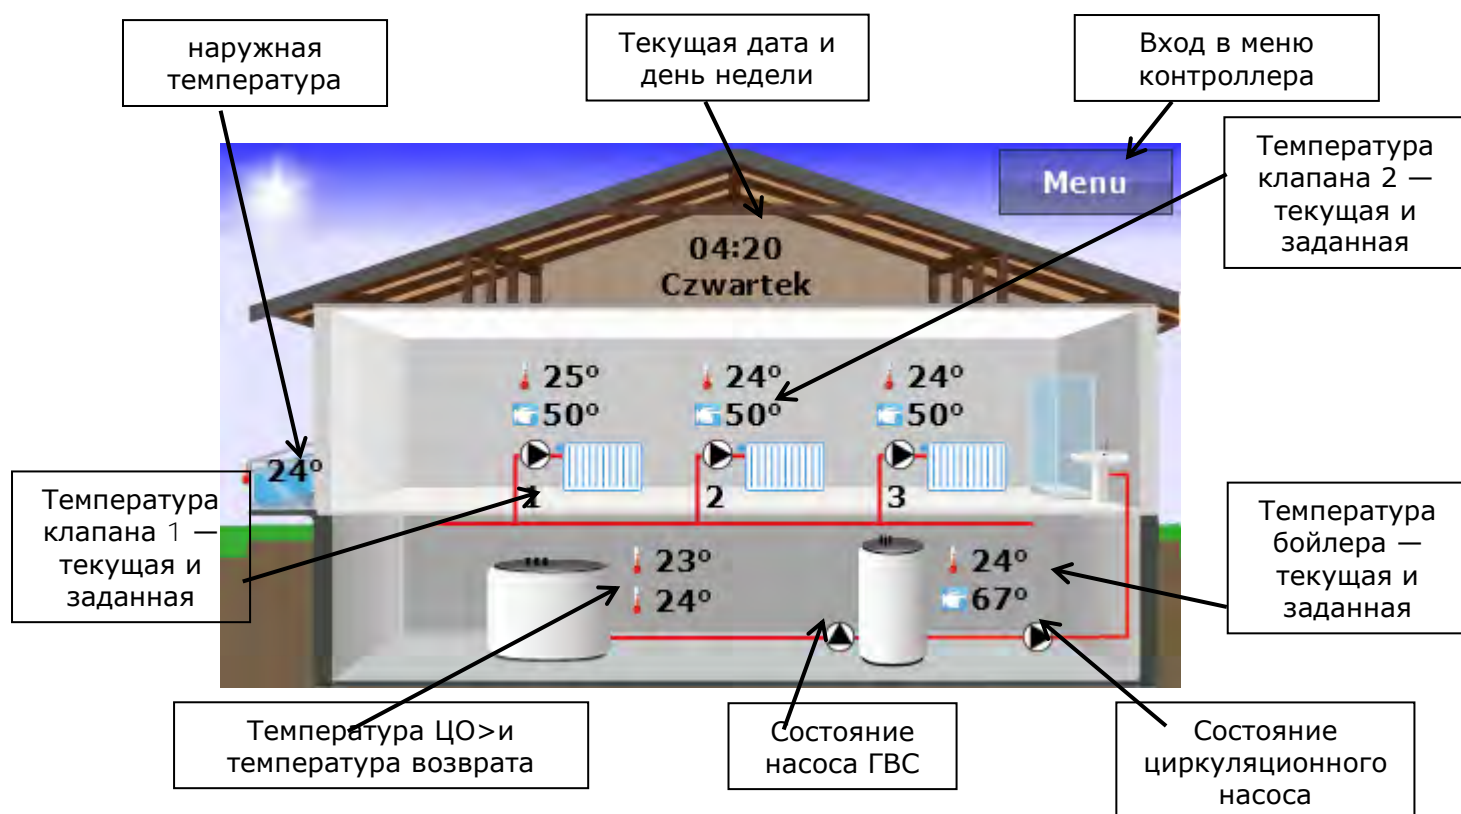 наружная
температура
Текущая дата и
день недели
Вход в меню
контроллера
Температура
клапана 2 —
текущая и
заданная
Menu
04:20
Czwartek
25° 24° 24°
50° 50° 50°
24°
1 2 3
Температура
клапана 1 —
текущая и
заданная
23°
24°
24°
67°
Температура
бойлера —
текущая и
заданная
Температура ЦО>и
температура возврата
Состояние
насоса ГВС
Состояние
циркуляционного
насоса